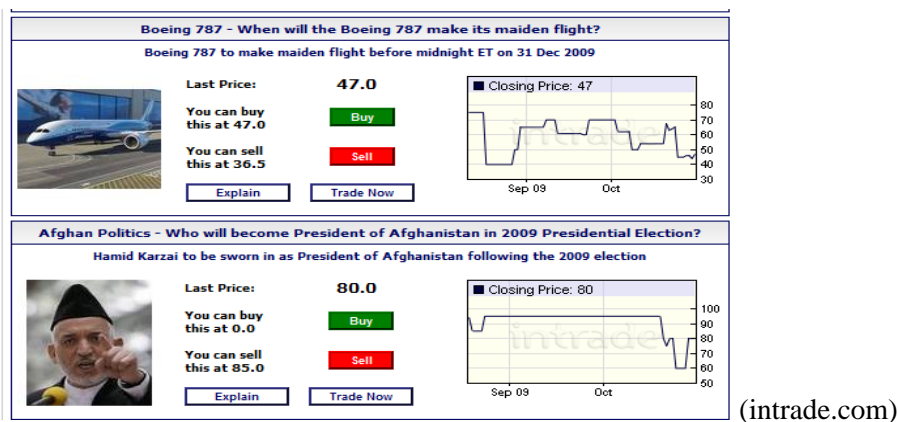 Boeing 787 - When will the Boeing 787 make its maiden flight?
Boeing 787 to make maiden flight before midnight ET on 31 Dec 2009
Last Price: 47.0
You can buy
this at 47.0
Buy
You can sell
this at 36.5
Sell
Explain Trade Now
Closing Price: 47
intrade
80
70
60
50
40
30
Sep 09 Oct
Afghan Politics - Who will become President of Afghanistan in 2009 Presidential Election?
Hamid Karzai to be sworn in as President of Afghanistan following the 2009 election
Last Price: 80.0
You can buy
this at 0.0
Buy
You can sell
this at 85.0
Sell
Explain Trade Now
Closing Price: 80
intrade
100
90
80
70
60
50
Sep 09 Oct
(intrade.com)